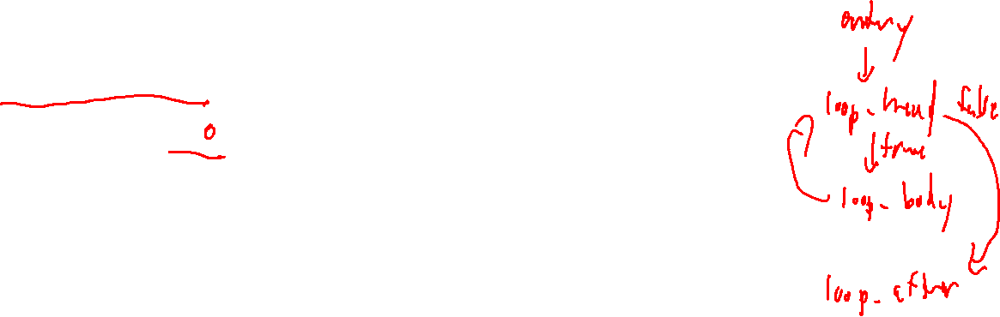 entry
0
loop_head false
true
loop_body
loop_after